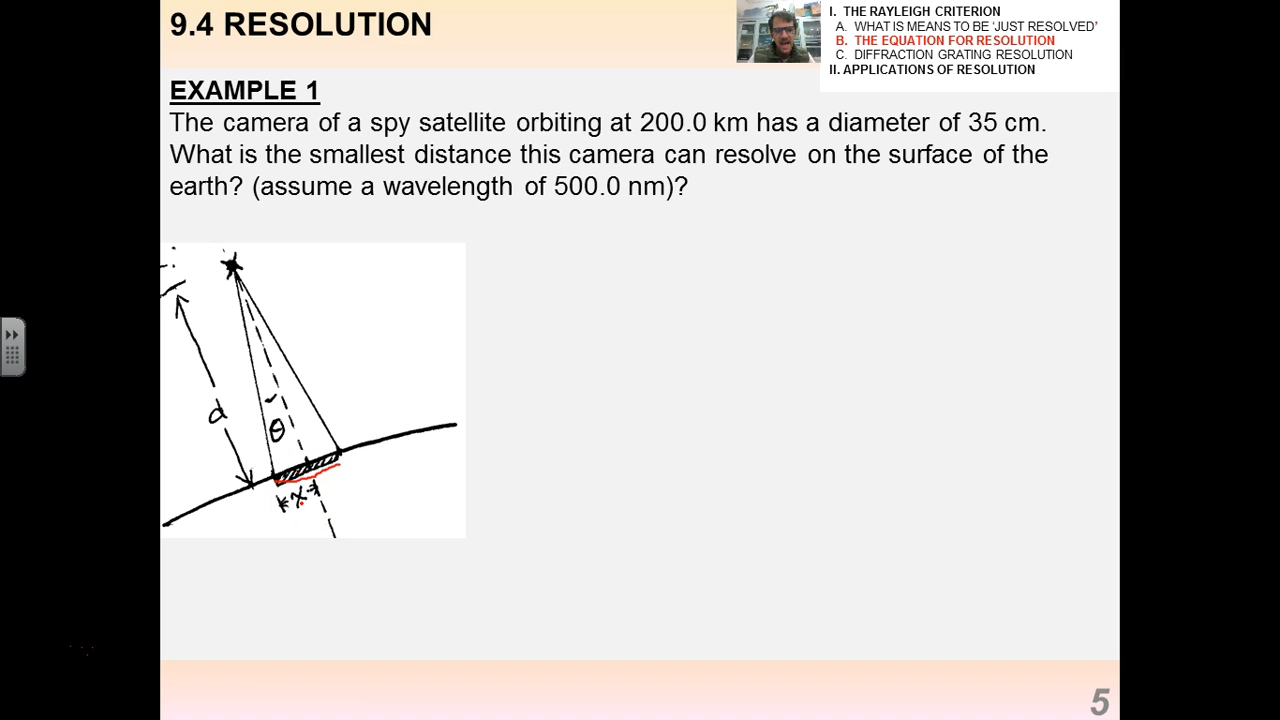 9.4 RESOLUTION
I. THE RAYLEIGH CRITERION
A. WHAT IS MEANS TO BE 'JUST RESOLVED'
B. THE EQUATION FOR RESOLUTION
C. DIFFRACTION GRATING RESOLUTION
II. APPLICATIONS OF RESOLUTION
EXAMPLE 1
The camera of a spy satellite orbiting at 200.0 km has a diameter of 35 cm.
What is the smallest distance this camera can resolve on the surface of the
earth? (assume a wavelength of 500.0 nm)?
d
θ
x
5